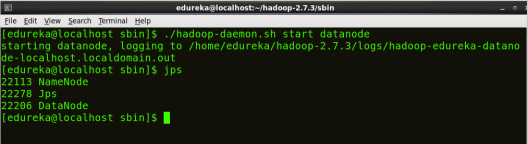 edureka@localhost:~/hadoop-2.7.3/sbin
File Edit View Search Terminal Help
[edureka@localhost sbin]$ ./hadoop-daemon.sh start datanode
starting datanode, logging to /home/edureka/hadoop-2.7.3/logs/hadoop-edureka-datano
de-localhost.localdomain.out
[edureka@localhost sbin]$ jps
22113 NameNode
22278 Jps
22206 DataNode
[edureka@localhost sbin]$